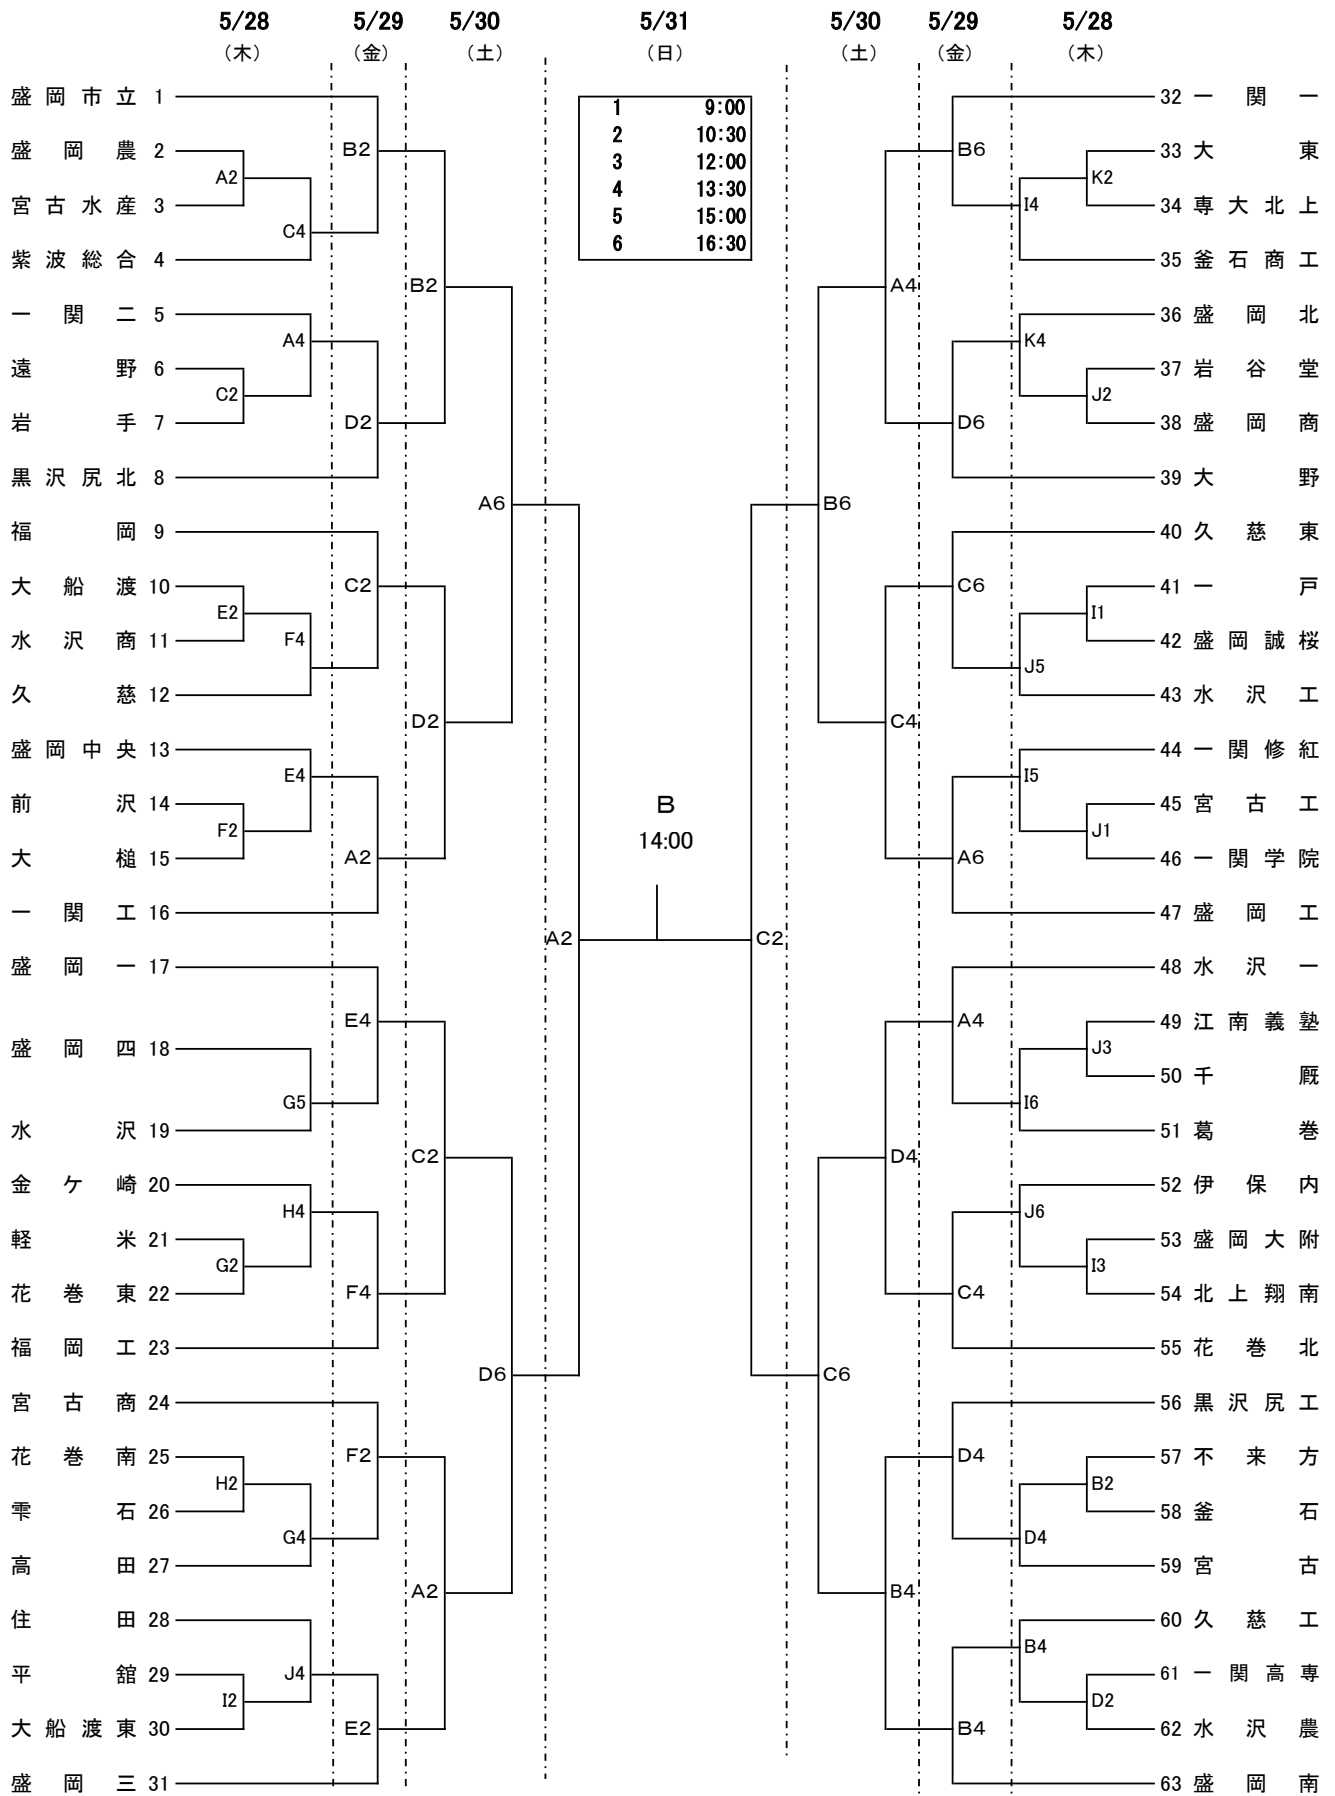 5/28 5/29 5/30 5/31 5/30 5/29 5/28
(木) (金) (土) (日) (土) (金) (木)
盛岡市立 1
盛岡農 2
宮古水産 3
紫波総合 4
一関二 5
遠野 6
岩手 7
黒沢尻北 8
福岡 9
大船渡 10
水沢商 11
久慈 12
盛岡中央 13
前沢 14
大槌 15
一関工 16
盛岡一 17
盛岡四 18
水沢 19
金ケ崎 20
軽米 21
花巻東 22
福岡工 23
宮古商 24
花巻南 25
雫石 26
高田 27
住田 28
平舘 29
大船渡東 30
盛岡三 31
A2
C4
A4
C2
E2
F4
E4
F2
G5
H4
G2
H2
G4
J4
I2
B2
D2
C2
A2
E4
F4
F2
E2
B2
D2
C2
A2
A6
D6
A2
1 9:00
2 10:30
3 12:00
4 13:30
5 15:00
6 16:30
B
14:00
C2
B6
C6
A4
C4
D4
B4
B6
D6
C6
A6
A4
C4
D4
B4
K2
I4
K4
J2
I1
J5
I5
J1
J3
I6
J6
I3
B2
D4
B4
D2
32 一関一
33 大東
34 専大北上
35 釜石商工
36 盛岡北
37 岩谷堂
38 盛岡商
39 大野
40 久慈東
41 一戸
42 盛岡誠桜
43 水沢工
44 一関修紅
45 宮古工
46 一関学院
47 盛岡工
48 水沢一
49 江南義塾
50 千厩
51 葛巻
52 伊保内
53 盛岡大附
54 北上翔南
55 花巻北
56 黒沢尻工
57 不来方
58 釜石
59 宮古
60 久慈工
61 一関高専
62 水沢農
63 盛岡南